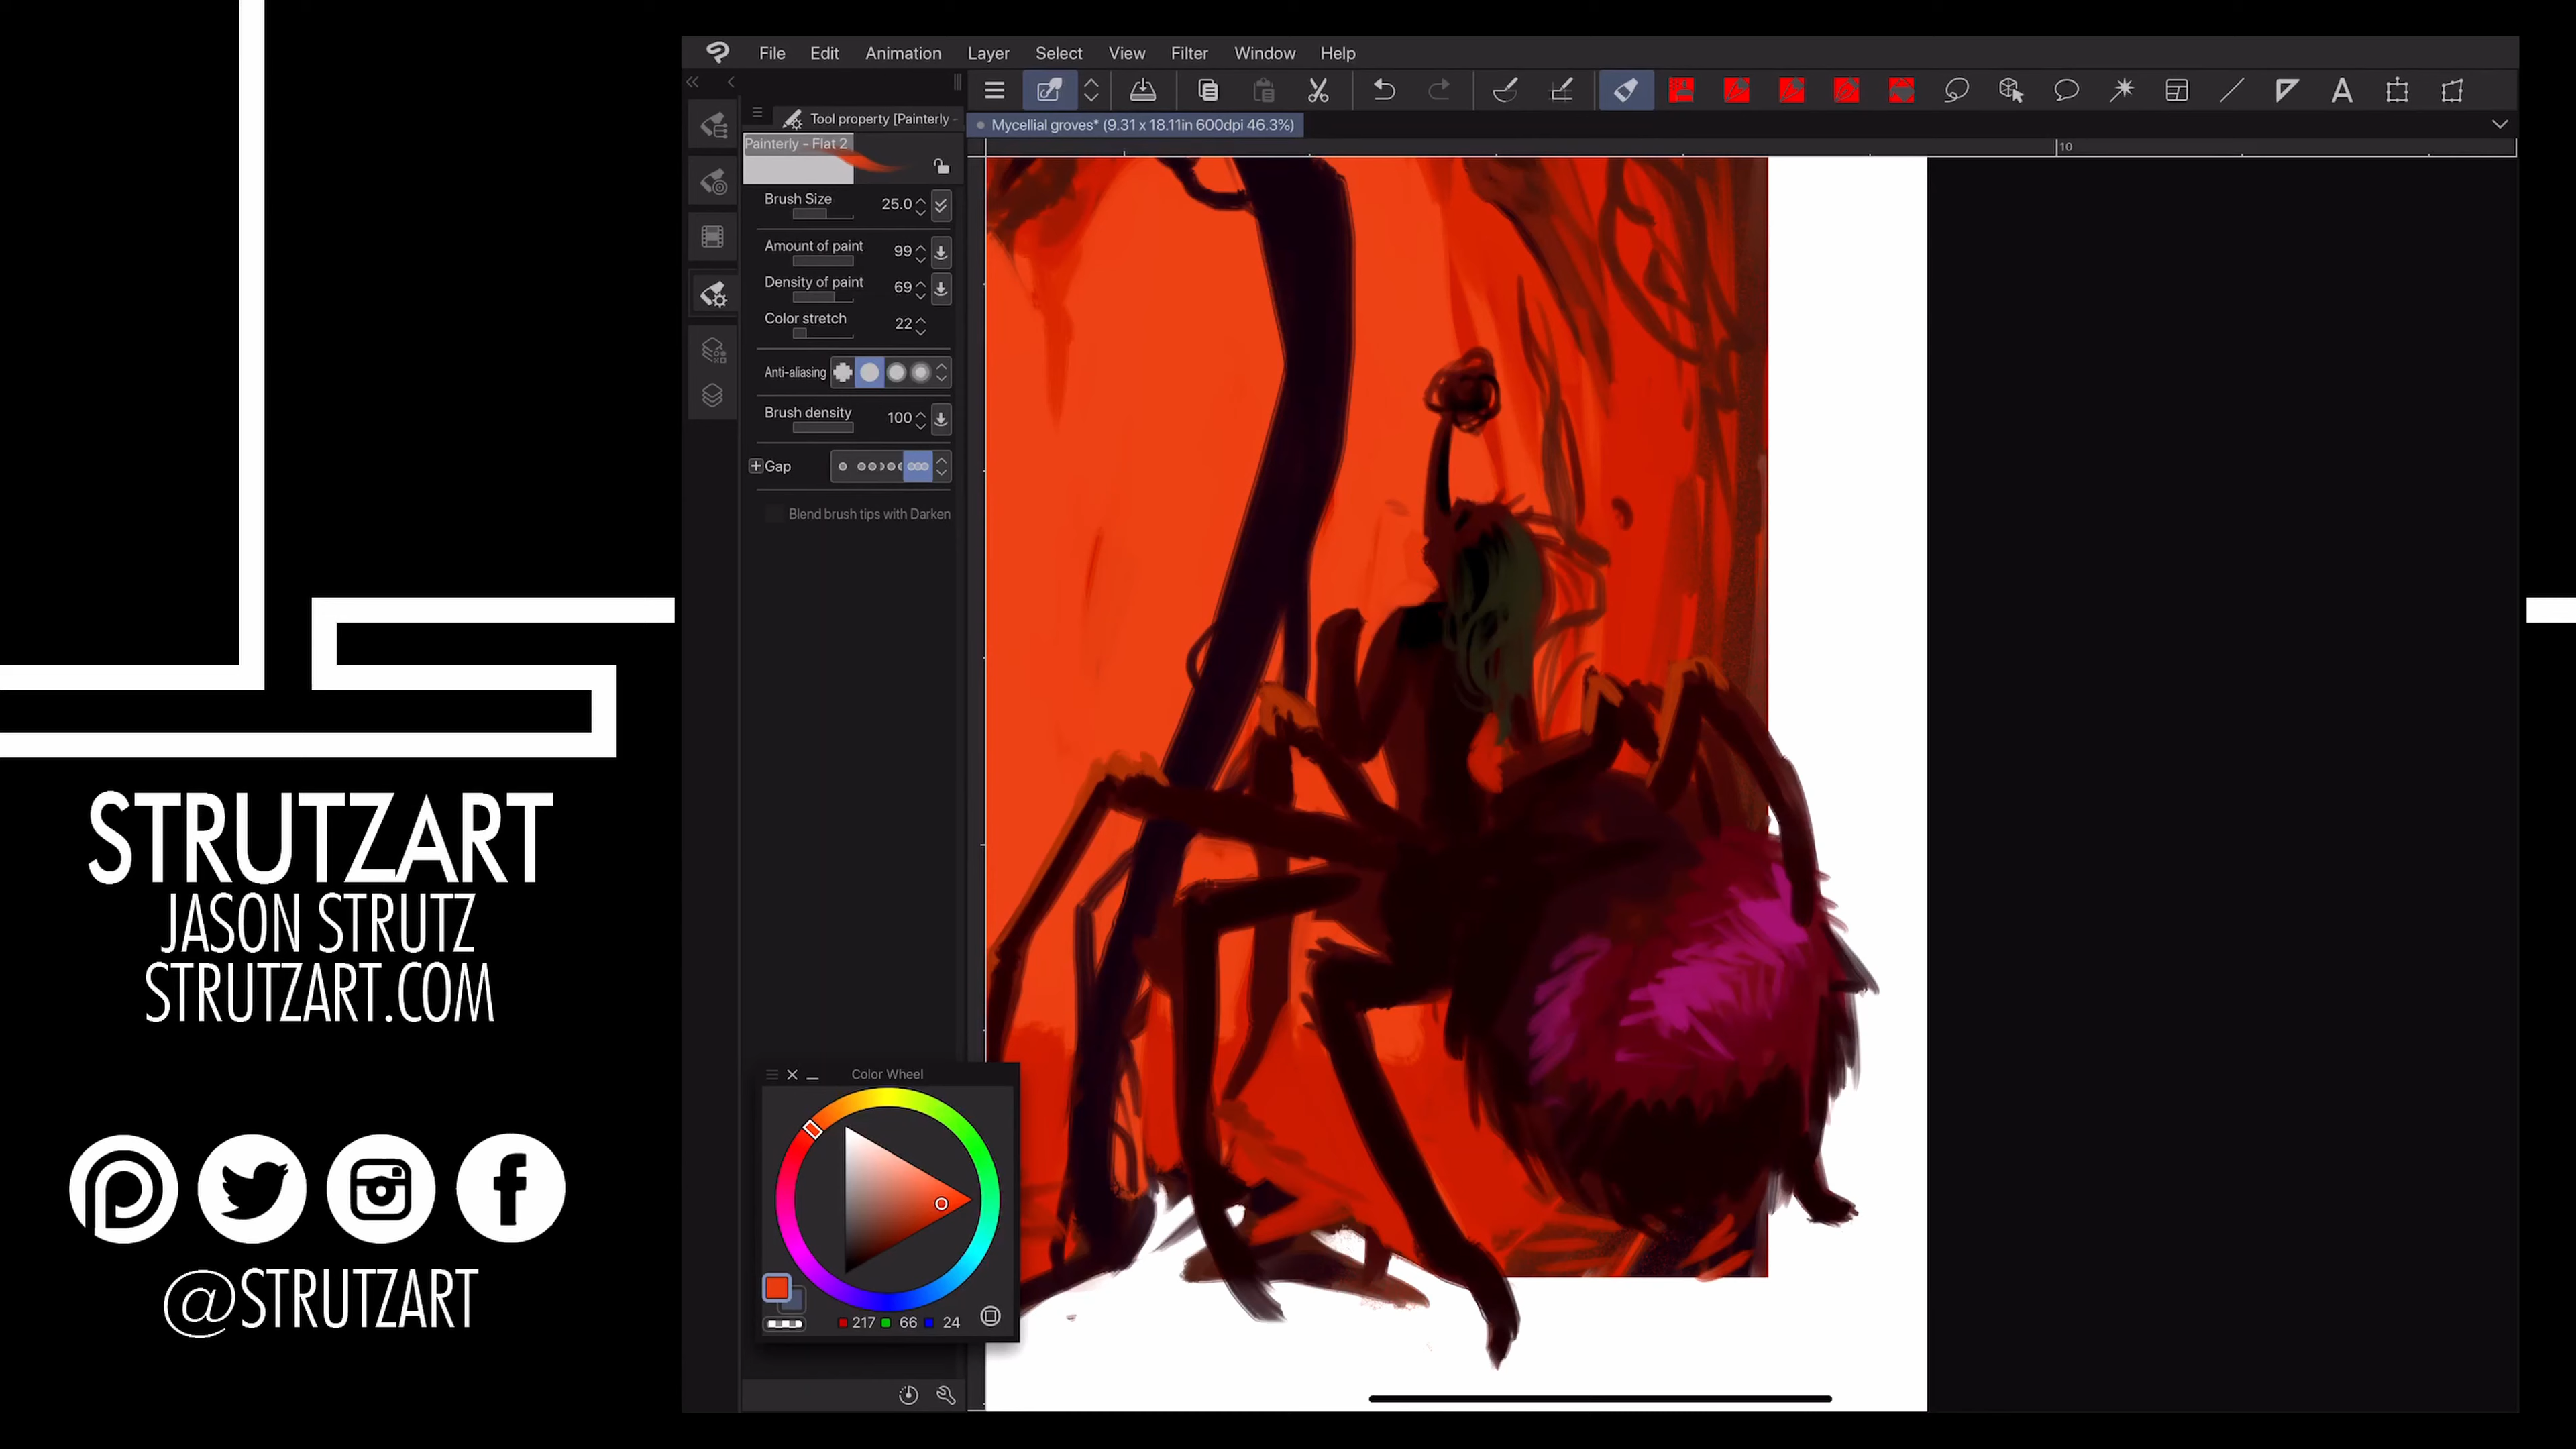 File Edit Animation Layer Select View Filter Window Help
Tool property [Painterly -
Mycellial groves* (9.31 x 18.11in 600dpi 46.3%)
10
Painterly - Flat 2
Brush Size 25.0
Amount of paint 99
Density of paint 69
Color stretch 22
Anti-aliasing
Brush density 100
Gap
Blend brush tips with Darken
STRUTZART
JASON STRUTZ
STRUTZART.COM
@STRUTZART
Color Wheel
217 66 24